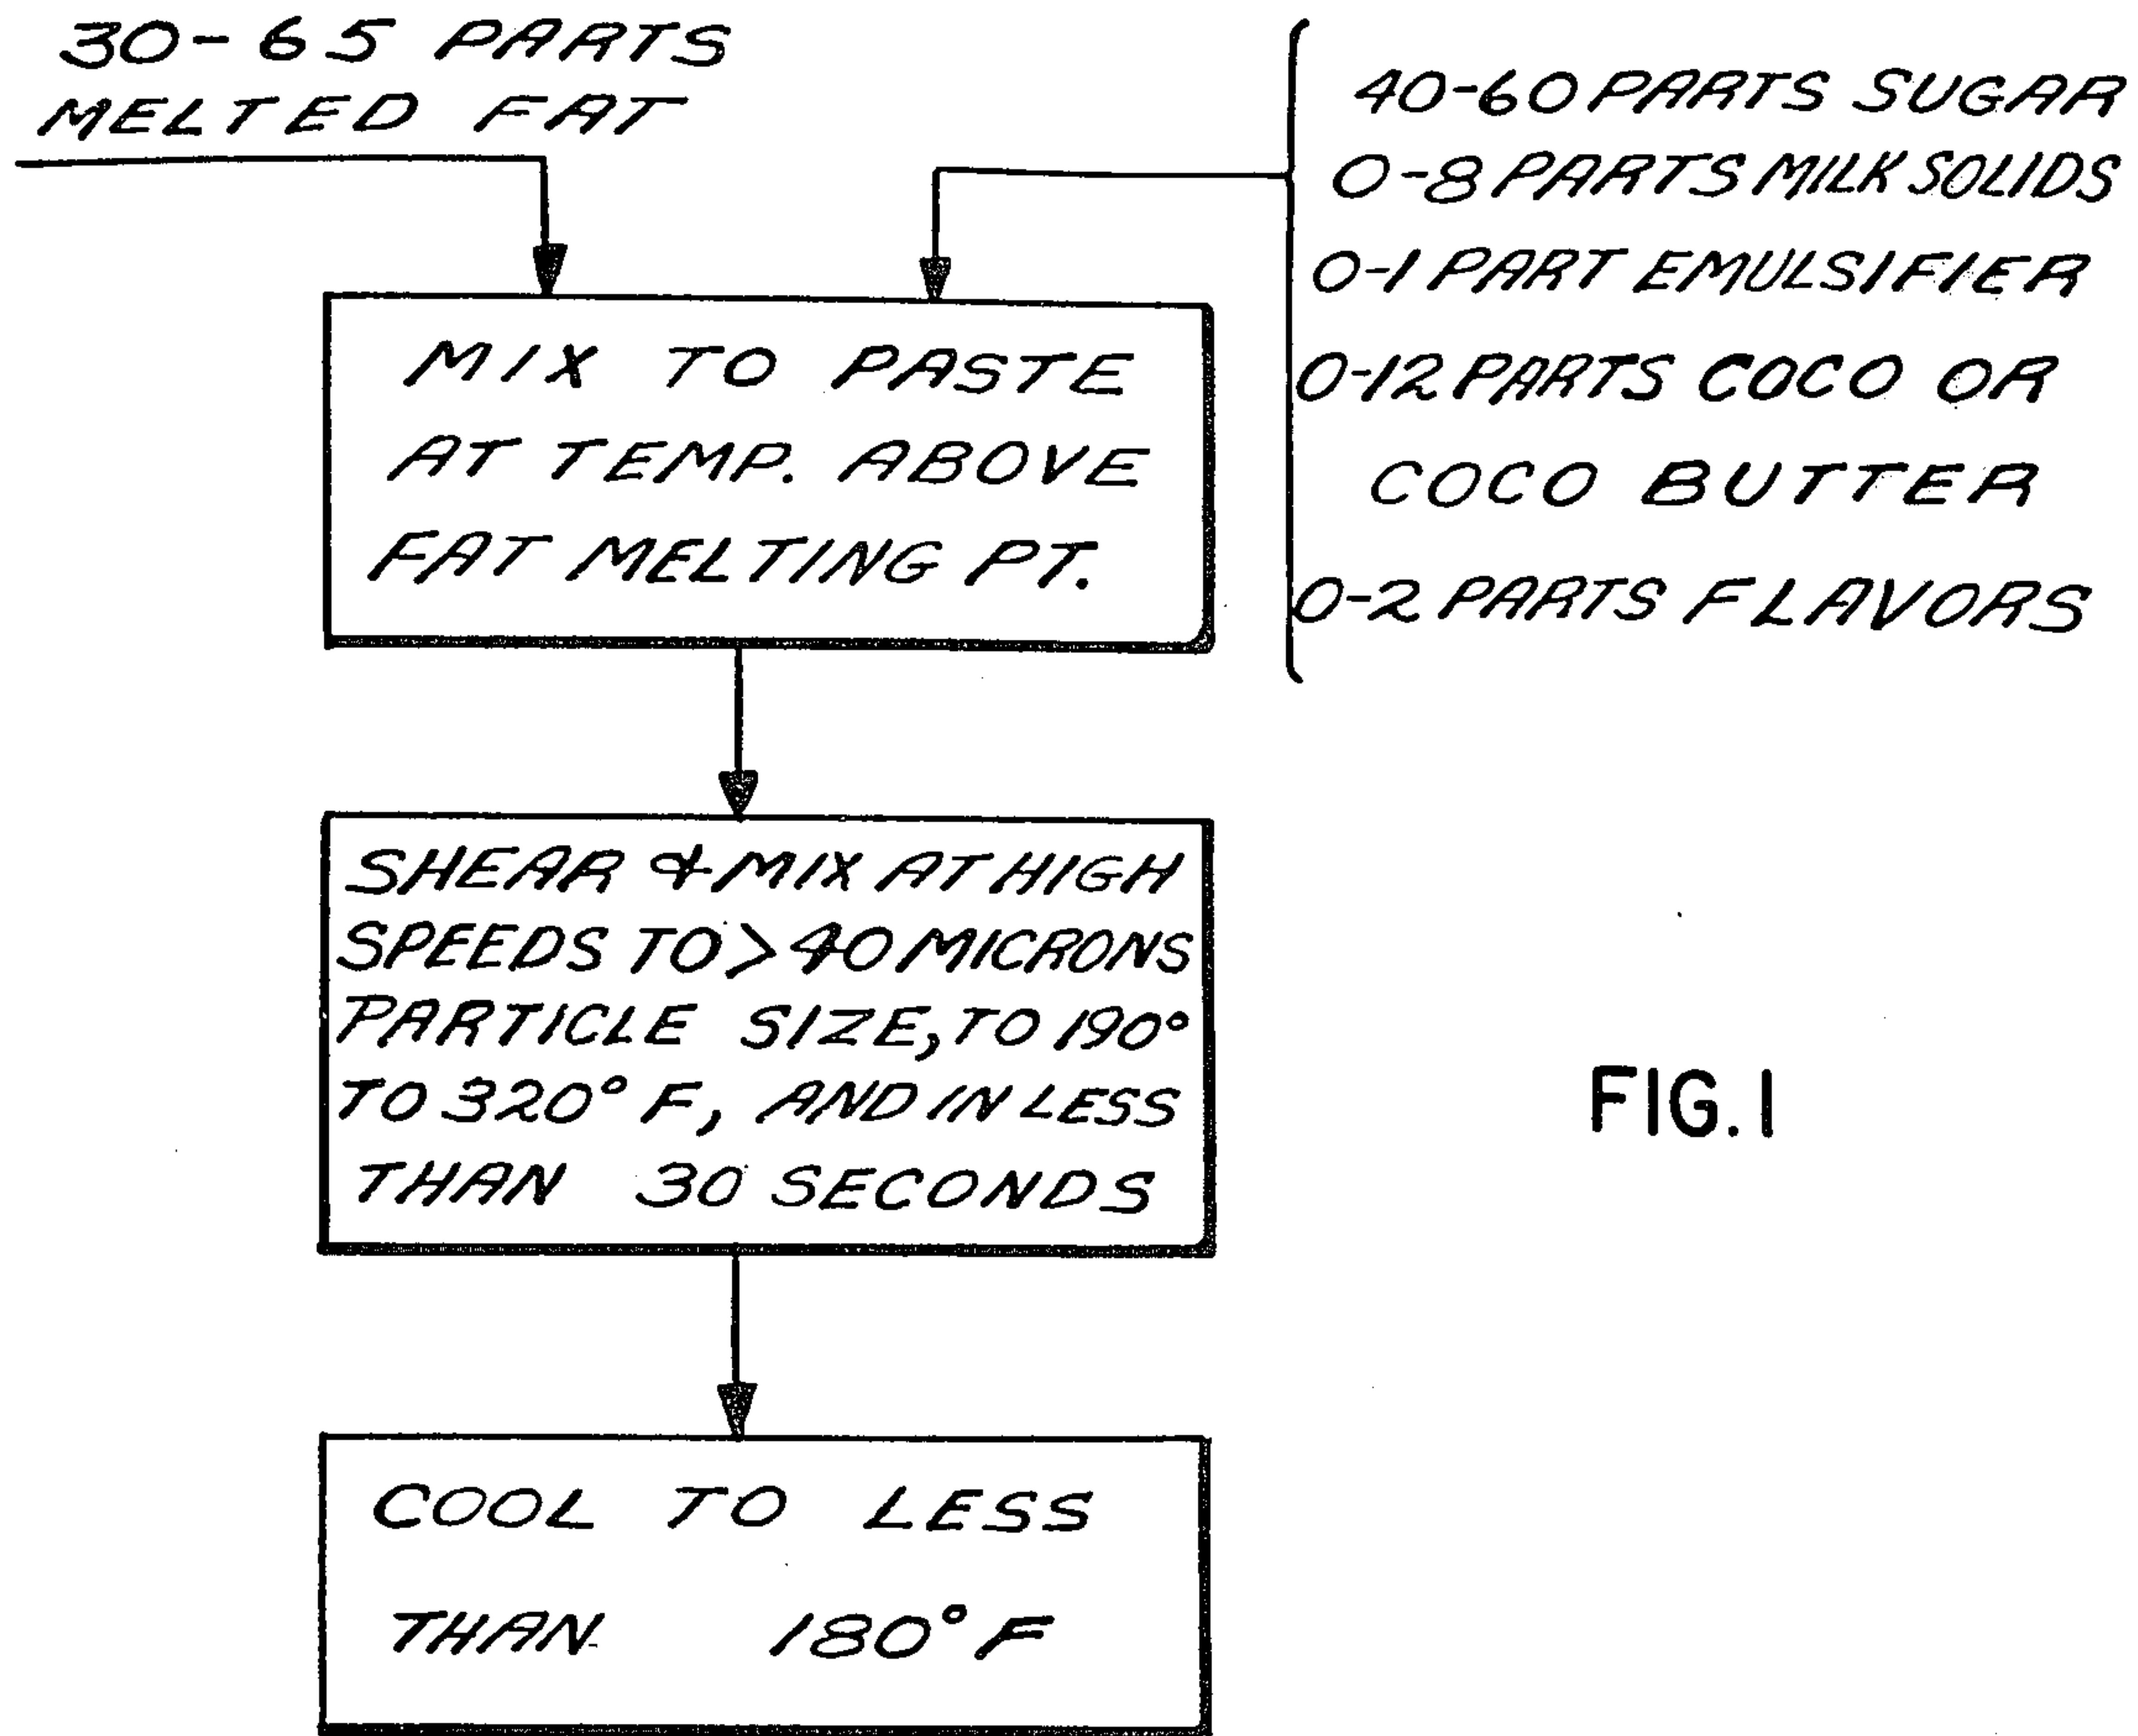 30-65 PARTS
MELTED FAT
40-60 PARTS SUGAR
0-8 PARTS MILK SOLIDS
0-1 PART EMULSIFIER
0-12 PARTS COCO OR
COCO BUTTER
0-2 PARTS FLAVORS
MIX TO PASTE
AT TEMP. ABOVE
FAT MELTING PT.
SHEAR & MIX AT HIGH
SPEEDS TO > 40 MICRONS
PARTICLE SIZE, TO 190°
TO 320° F, AND IN LESS
THAN 30 SECONDS
COOL TO LESS
THAN 180° F
FIG. 1